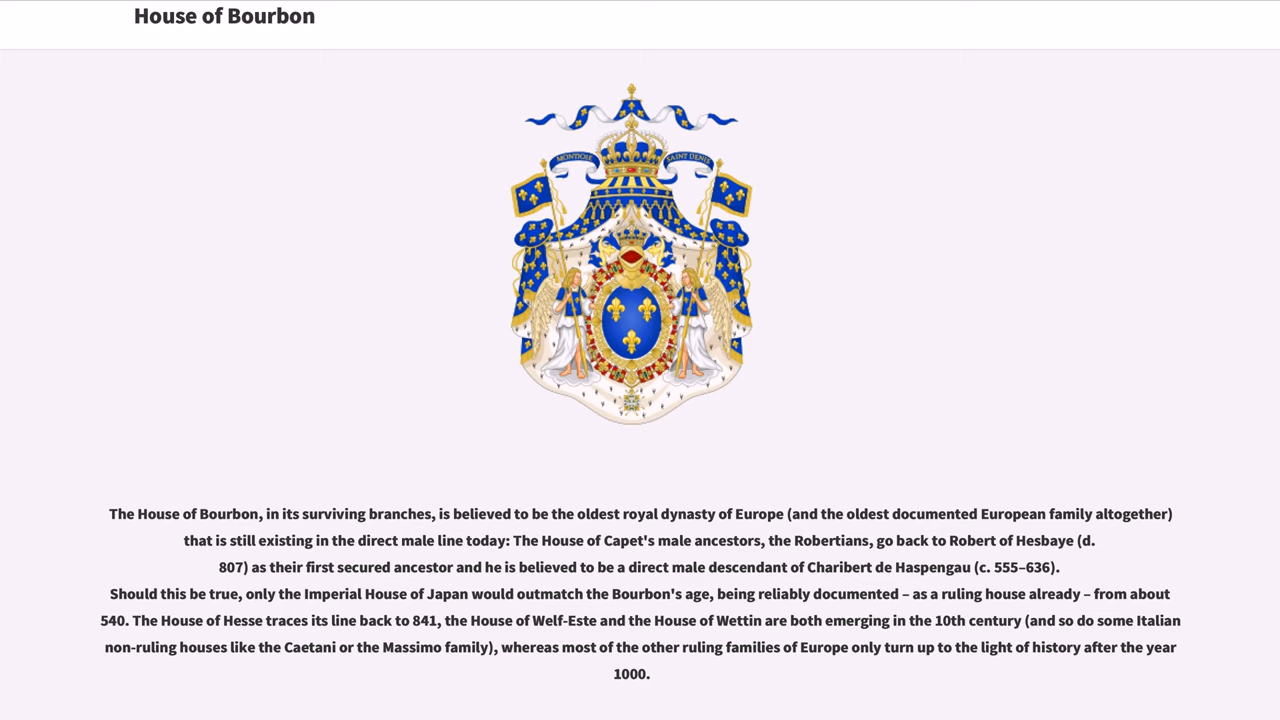 House of Bourbon
MONTJOIE
SAINT DENIS
The House of Bourbon, in its surviving branches, is believed to be the oldest royal dynasty of Europe (and the oldest documented European family altogether)
that is still existing in the direct male line today: The House of Capet's male ancestors, the Robertians, go back to Robert of Hesbaye (d.
807) as their first secured ancestor and he is believed to be a direct male descendant of Charibert de Haspengau (c. 555–636).
Should this be true, only the Imperial House of Japan would outmatch the Bourbon's age, being reliably documented – as a ruling house already – from about
540. The House of Hesse traces its line back to 841, the House of Welf-Este and the House of Wettin are both emerging in the 10th century (and so do some Italian
non-ruling houses like the Caetani or the Massimo family), whereas most of the other ruling families of Europe only turn up to the light of history after the year
1000.